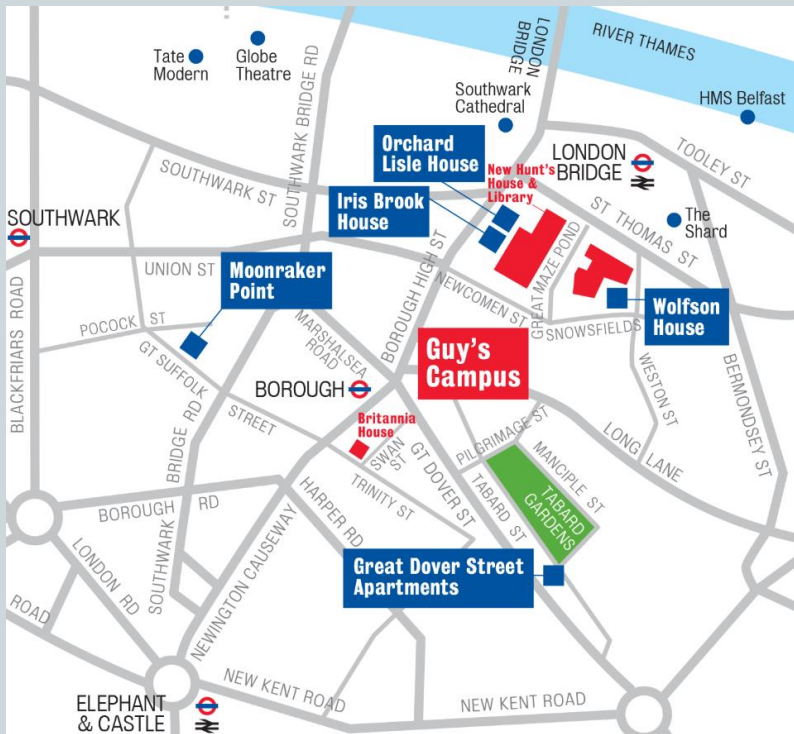 RIVER THAMES
LONDON
BRIDGE
SOUTHWARK BRIDGE RD
Tate
Modern
Globe
Theatre
Southwark
Cathedral
HMS Belfast
TOOLEY ST
Orchard
Lisle House
New Hunt's
House &
Library
LONDON
BRIDGE
SOUTHWARK ST
Iris Brook
House
ST THOMAS ST
The
Shard
SOUTHWARK
UNION ST
Moonraker
Point
BOROUGH HIGH ST
GREAT MAZE POND
NEWCOMEN ST
SNOWSFIELDS
Wolfson
House
BLACKFRIARS ROAD
POCOCK ST
MARSHALSEA
ROAD
Guy's
Campus
WESTON ST
BERMONDSEY ST
GT SUFFOLK
STREET
BOROUGH
BRIDGE RD
Britannia
House
SWAN
ST
GT DOVER ST
PILGRIMAGE ST
MANCIPLE ST
LONG LANE
TRINITY ST
TABARD ST
TABARD
GARDENS
BOROUGH RD
HARPER RD
LONDON RD
SOUTHWARK
NEWINGTON CAUSEWAY
Great Dover Street
Apartments
ROAD
ELEPHANT
& CASTLE
NEW KENT ROAD
NEW KENT ROAD